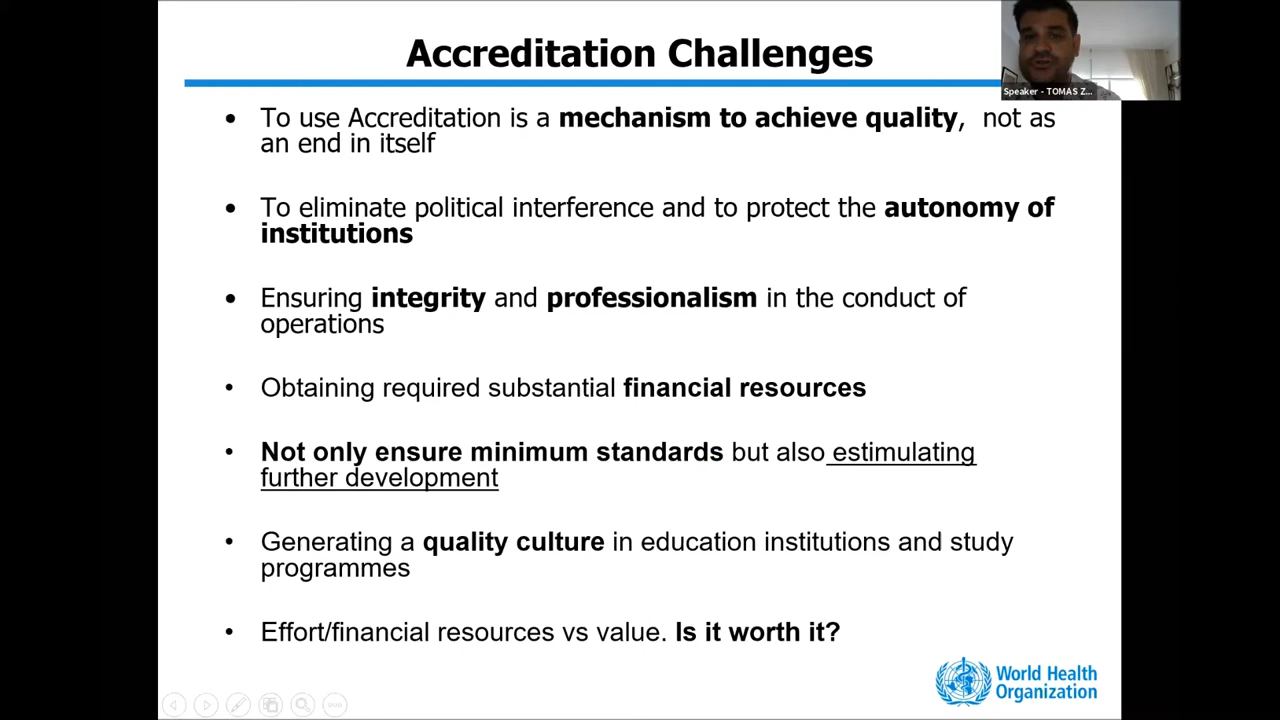 Accreditation Challenges
Speaker - TOMAS Z...
• To use Accreditation is a mechanism to achieve quality, not as
an end in itself
• To eliminate political interference and to protect the autonomy of
institutions
• Ensuring integrity and professionalism in the conduct of
operations
• Obtaining required substantial financial resources
• Not only ensure minimum standards but also estimulating
further development
• Generating a quality culture in education institutions and study
programmes
• Effort/financial resources vs value. Is it worth it?
World Health
Organization